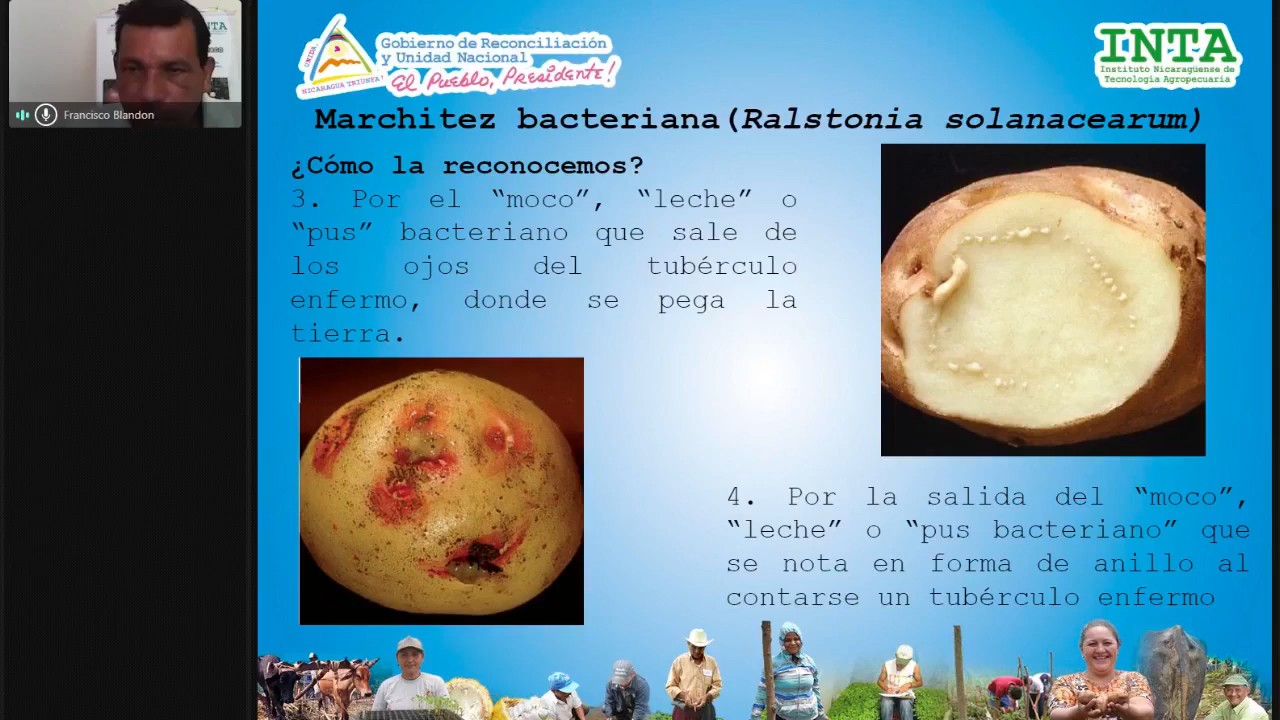 Francisco Blandon
UNIDA,
NICARAGUA TRIUNFA!
Gobierno de Reconciliación
y Unidad Nacional
El Pueblo, Presidente!
INTA
Instituto Nicaragüense de
Tecnología Agropecuaria
Marchitez bacteriana(Ralstonia solanacearum)
¿Cómo la reconocemos?
3. Por el “moco”, “leche” o
“pus” bacteriano que sale de
los ojos del tubérculo
enfermo, donde se pega la
tierra.
4. Por la salida del “moco”,
“leche” o “pus bacteriano” que
se nota en forma de anillo al
contarse un tubérculo enfermo